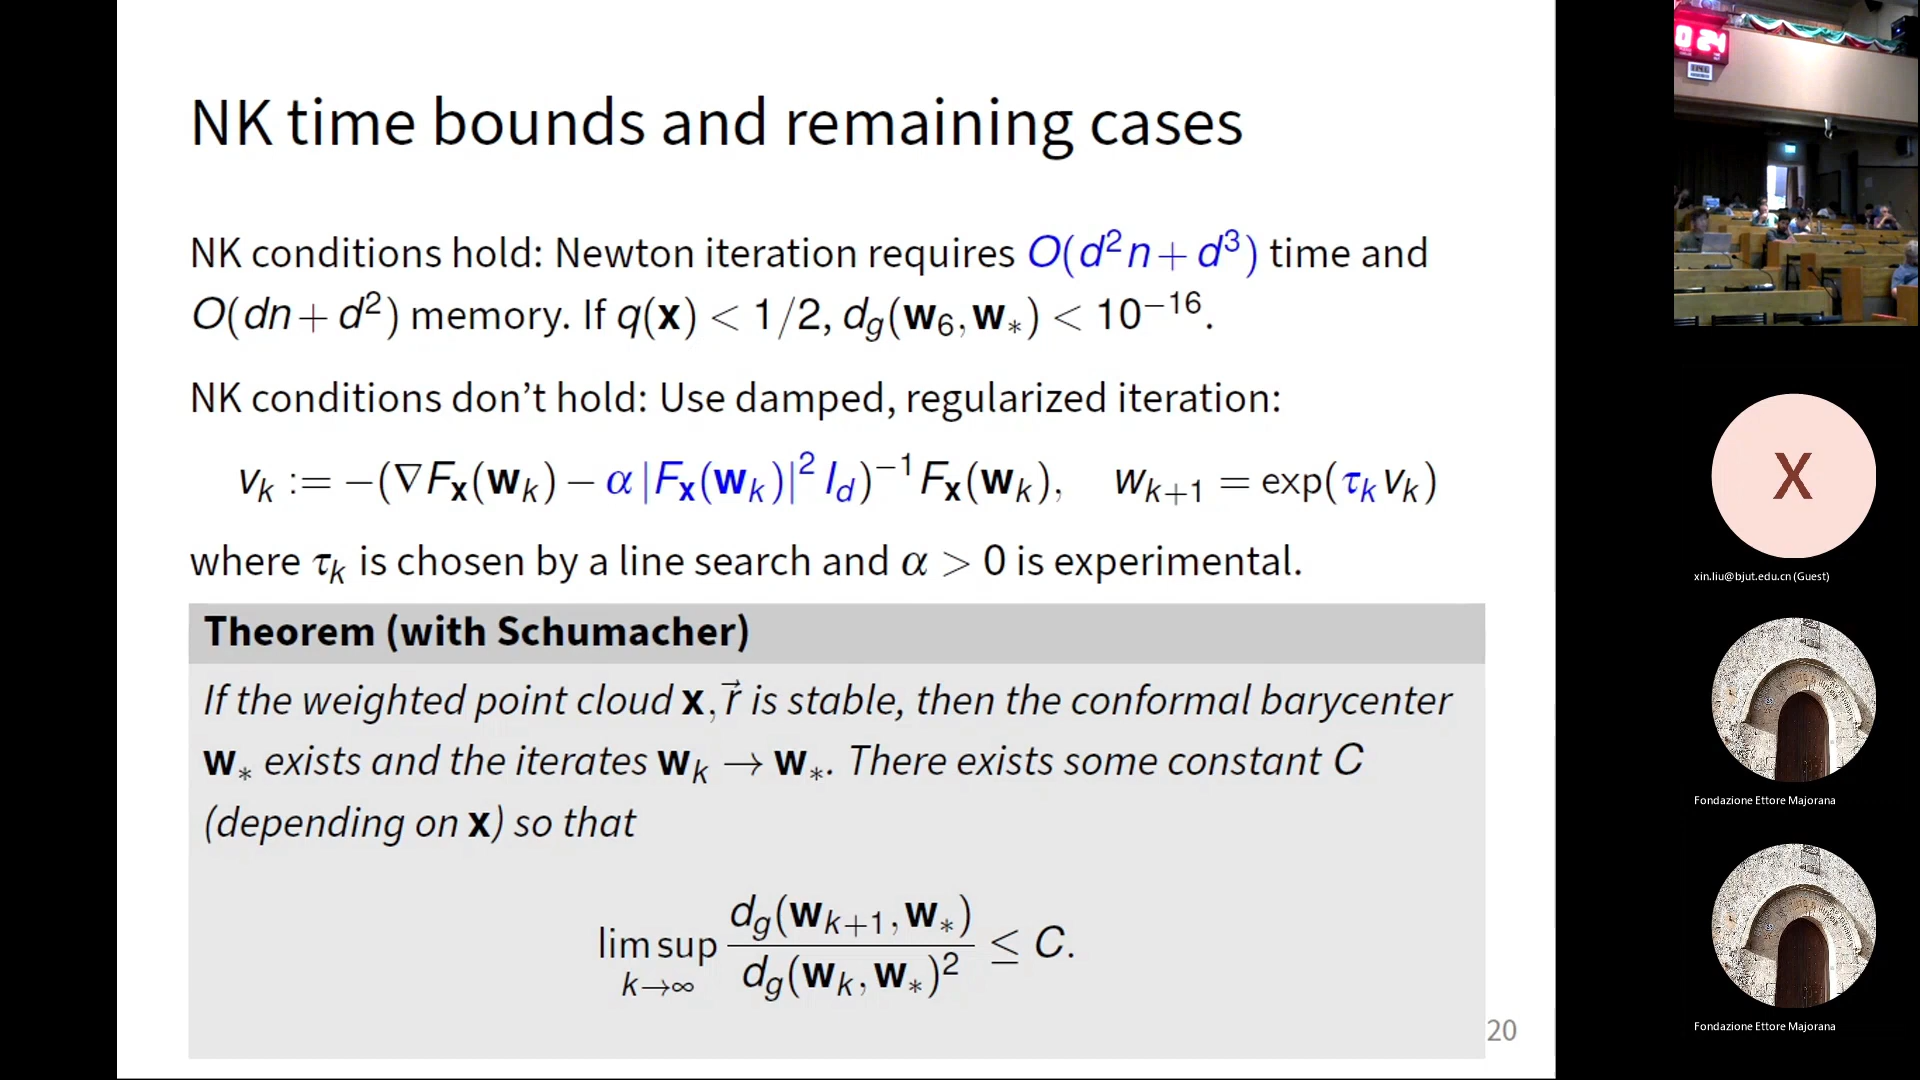 NK time bounds and remaining cases
NK conditions hold: Newton iteration requires O(d²n + d³) time and
O(dn + d²) memory. If q(𝐱) < 1/2, d_g(𝐰₆, 𝐰_*) < 10⁻¹⁶.
NK conditions don’t hold: Use damped, regularized iteration:
v_k := −(∇F_𝐱(𝐰_k) − α|F_𝐱(𝐰_k)|² I_d)⁻¹ F_𝐱(𝐰_k), w_{k+1} = exp(τ_k v_k)
where τ_k is chosen by a line search and α > 0 is experimental.
Theorem (with Schumacher)
If the weighted point cloud 𝐱, r⃗ is stable, then the conformal barycenter
𝐰_* exists and the iterates 𝐰_k → 𝐰_*. There exists some constant C
(depending on 𝐱) so that
lim sup_{k→∞} d_g(𝐰_{k+1}, 𝐰_*) / d_g(𝐰_k, 𝐰_*)² ≤ C.
20
0 24
X
xin.liu@bjut.edu.cn (Guest)
Fondazione Ettore Majorana
Fondazione Ettore Majorana